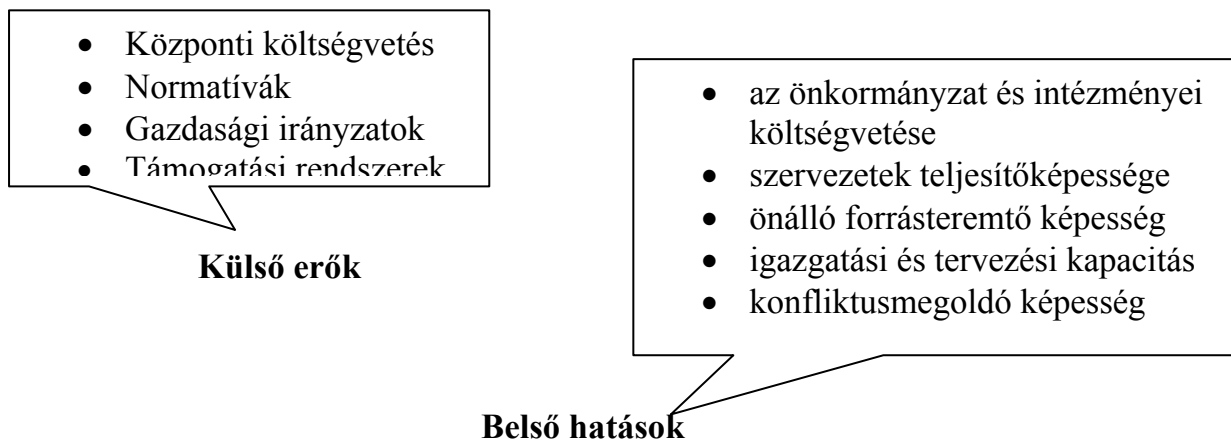 • Központi költségvetés
• Normatívák
• Gazdasági irányzatok
• Támogatási rendszerek
Külső erők
• az önkormányzat és intézményei
költségvetése
• szervezetek teljesítőképessége
• önálló forrásteremtő képesség
• igazgatási és tervezési kapacitás
• konfliktusmegoldó képesség
Belső hatások